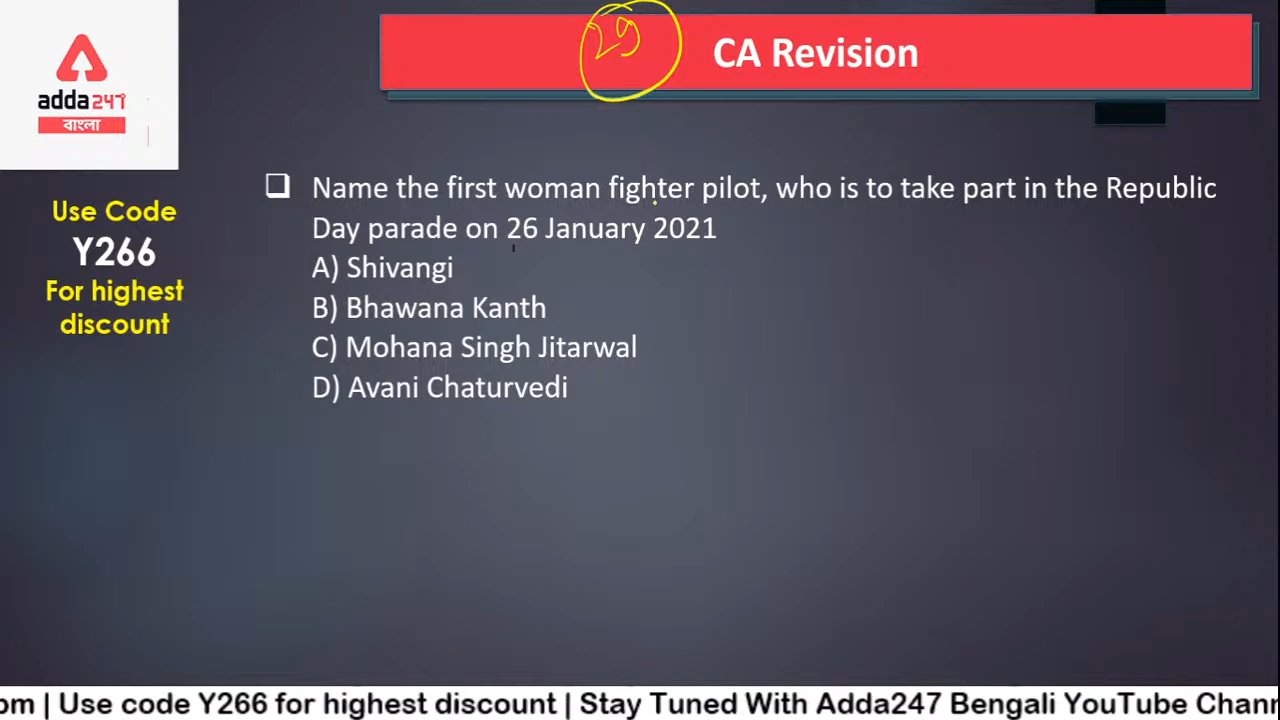 29
CA Revision
adda247
বাংলা
Use Code
Y266
For highest
discount
Name the first woman fighter pilot, who is to take part in the Republic
Day parade on 26 January 2021
A) Shivangi
B) Bhawana Kanth
C) Mohana Singh Jitarwal
D) Avani Chaturvedi
om | Use code Y266 for highest discount | Stay Tuned With Adda247 Bengali YouTube Chann